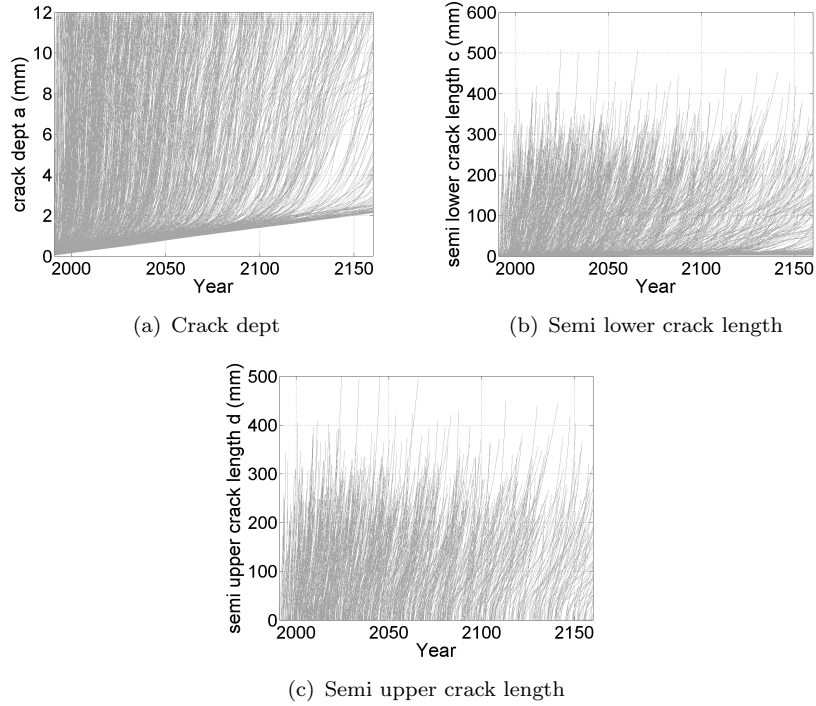 12
10
8
6
4
2
0
crack dept a (mm)
2000 2050 2100 2150
Year
(a) Crack dept
600
500
400
300
200
100
0
semi lower crack length c (mm)
2000 2050 2100 2150
Year
(b) Semi lower crack length
500
400
300
200
100
0
semi upper crack length d (mm)
2000 2050 2100 2150
Year
(c) Semi upper crack length